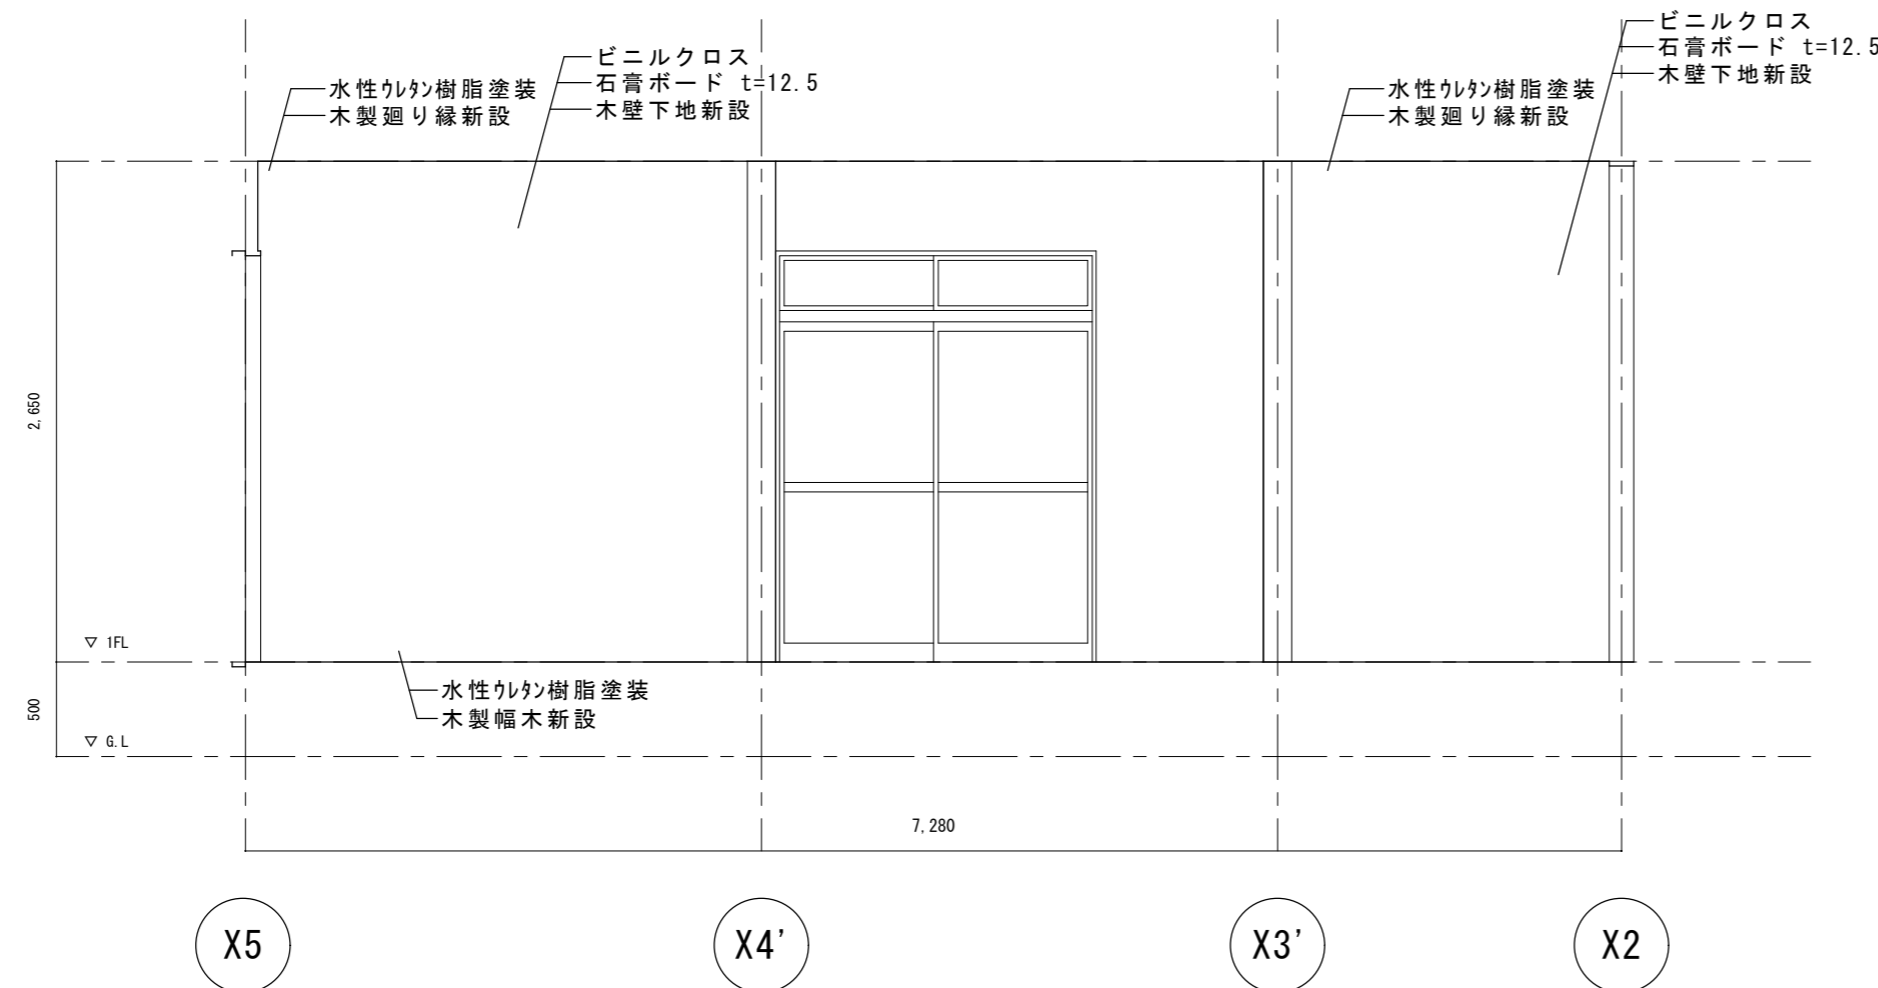 ビニルクロス
石膏ボード t=12.5
木壁下地新設
水性ウレタン樹脂塗装
木製廻り縁新設
ビニルクロス
石膏ボード t=12.5
木壁下地新設
水性ウレタン樹脂塗装
木製廻り縁新設
2,650
▽ 1FL
水性ウレタン樹脂塗装
木製幅木新設
500
▽ G.L
7,280
X5
X4'
X3'
X2